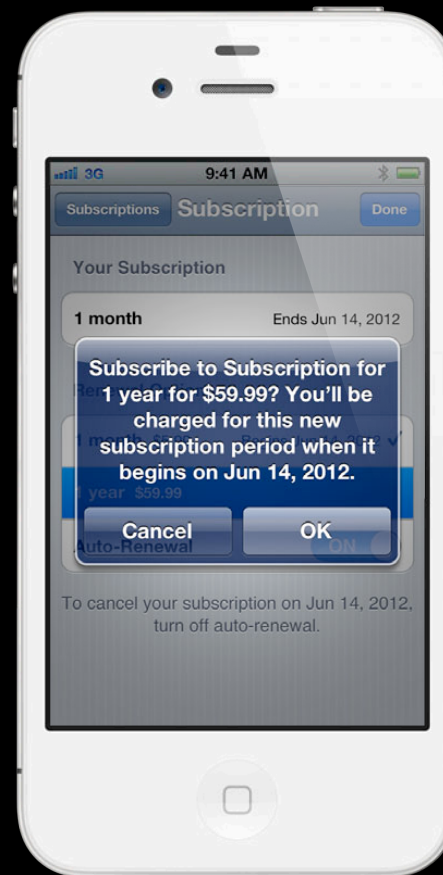 3G 9:41 AM
Subscriptions Subscription Done
Your Subscription
1 month Ends Jun 14, 2012
Subscribe to Subscription for
1 year for $59.99? You’ll be
charged for this new
subscription period when it
begins on Jun 14, 2012.
1 year $59.99
Cancel OK
Auto-Renewal ON
To cancel your subscription on Jun 14, 2012,
turn off auto-renewal.